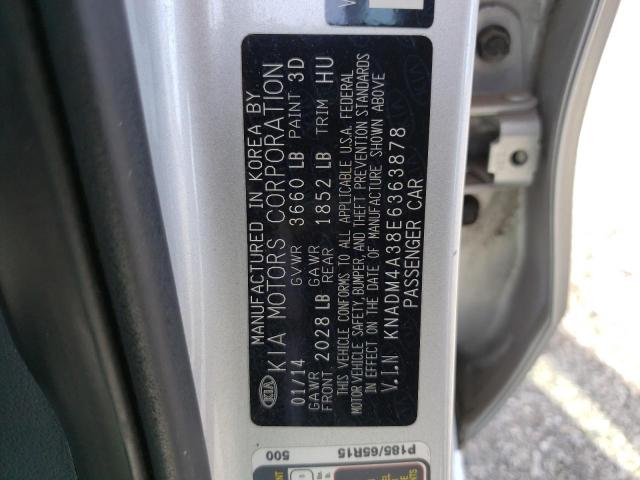 MANUFACTURED IN KOREA BY
KIA KIA MOTORS CORPORATION
01/14 GVWR 3660 LB PAINT 3D
GAWR FRONT 2028 LB GAWR REAR 1852 LB TRIM HU
THIS VEHICLE CONFORMS TO ALL APPLICABLE U.S.A. FEDERAL
MOTOR VEHICLE SAFETY, BUMPER, AND THEFT PREVENTION STANDARDS
IN EFFECT ON THE DATE OF MANUFACTURE SHOWN ABOVE
V.I.N KNADM4A38E6363878
PASSENGER CAR
P185/65R15
500